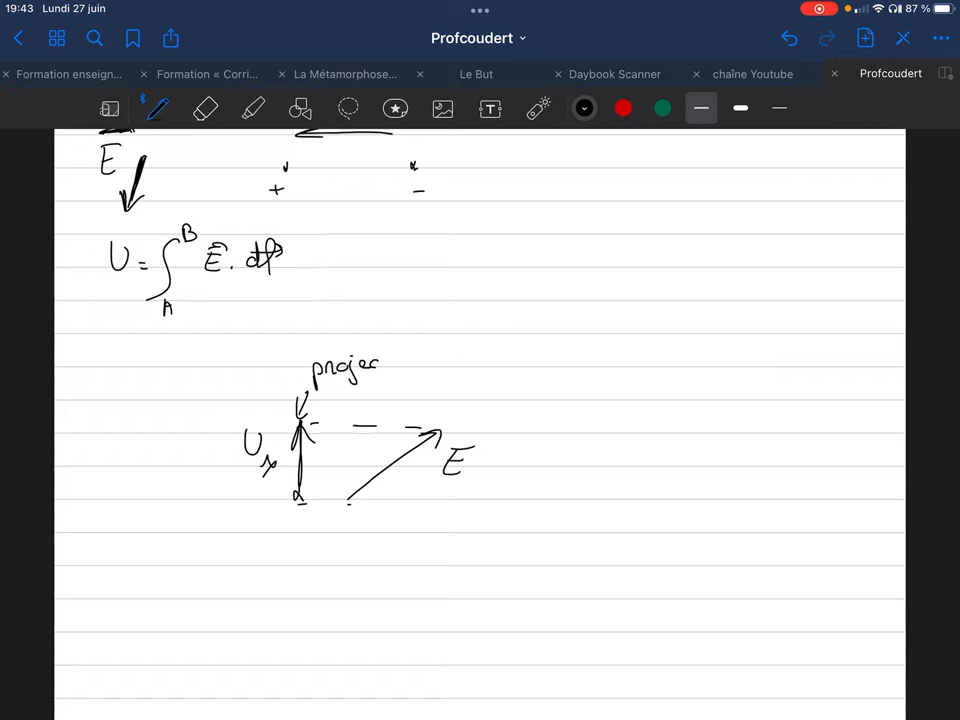 19:43 Lundi 27 juin
87 %
Profcoudert
Formation enseign...
Formation « Corri...
La Métamorphose...
Le But
Daybook Scanner
chaîne Youtube
Profcoudert
E
+ -
B
U = ∫ E . dl
A
projec
U
E